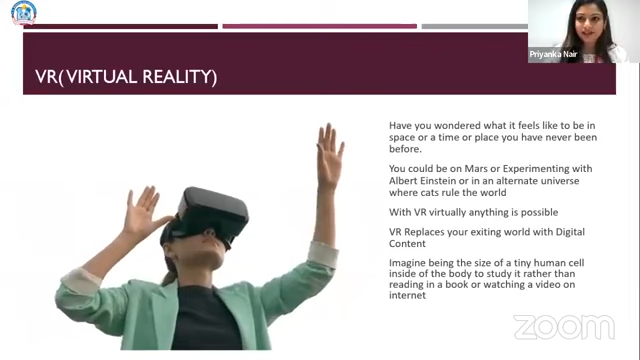 Priyanka Nair
VR( VIRTUAL REALITY)
Have you wondered what it feels like to be in
space or a time or place you have never been
before.
You could be on Mars or Experimenting with
Albert Einstein or in an alternate universe
where cats rule the world
With VR virtually anything is possible
VR Replaces your exiting world with Digital
Content
Imagine being the size of a tiny human cell
inside of the body to study it rather than
reading in a book or watching a video on
internet
zoom